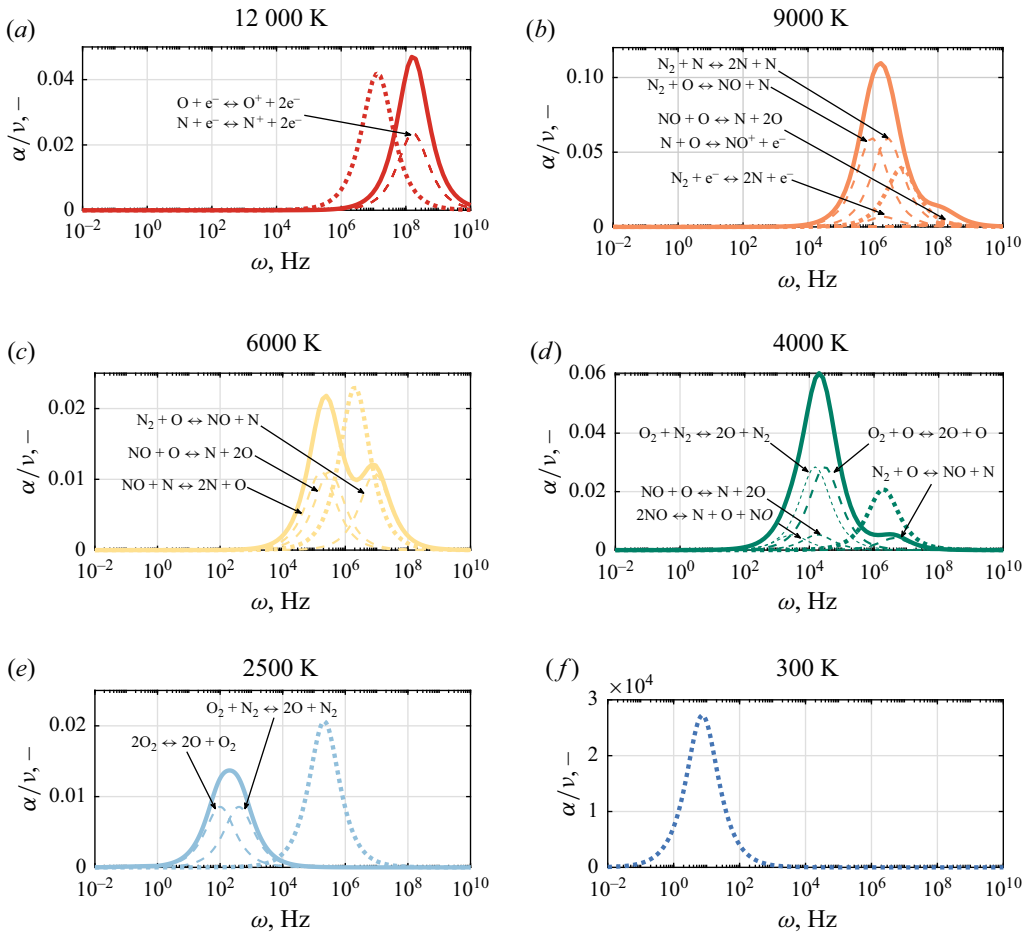 (a)
12 000 K
0.04
0.02
0
α/ν, –
O + e⁻ ↔ O⁺ + 2e⁻
N + e⁻ ↔ N⁺ + 2e⁻
10⁻² 10⁰ 10² 10⁴ 10⁶ 10⁸ 10¹⁰
ω, Hz
(b)
9000 K
0.10
0.05
0
α/ν, –
N₂ + N ↔ 2N + N
N₂ + O ↔ NO + N
NO + O ↔ N + 2O
N + O ↔ NO⁺ + e⁻
N₂ + e⁻ ↔ 2N + e⁻
10⁻² 10⁰ 10² 10⁴ 10⁶ 10⁸ 10¹⁰
ω, Hz
(c)
6000 K
0.02
0.01
0
α/ν, –
N₂ + O ↔ NO + N
NO + O ↔ N + 2O
NO + N ↔ 2N + O
10⁻² 10⁰ 10² 10⁴ 10⁶ 10⁸ 10¹⁰
ω, Hz
(d)
4000 K
0.06
0.04
0.02
0
α/ν, –
O₂ + N₂ ↔ 2O + N₂
O₂ + O ↔ 2O + O
N₂ + O ↔ NO + N
NO + O ↔ N + 2O
2NO ↔ N + O + NO
10⁻² 10⁰ 10² 10⁴ 10⁶ 10⁸ 10¹⁰
ω, Hz
(e)
2500 K
0.02
0.01
0
α/ν, –
O₂ + N₂ ↔ 2O + N₂
2O₂ ↔ 2O + O₂
10⁻² 10⁰ 10² 10⁴ 10⁶ 10⁸ 10¹⁰
ω, Hz
(f)
300 K
×10⁴
3
2
1
0
α/ν, –
10⁻² 10⁰ 10² 10⁴ 10⁶ 10⁸ 10¹⁰
ω, Hz